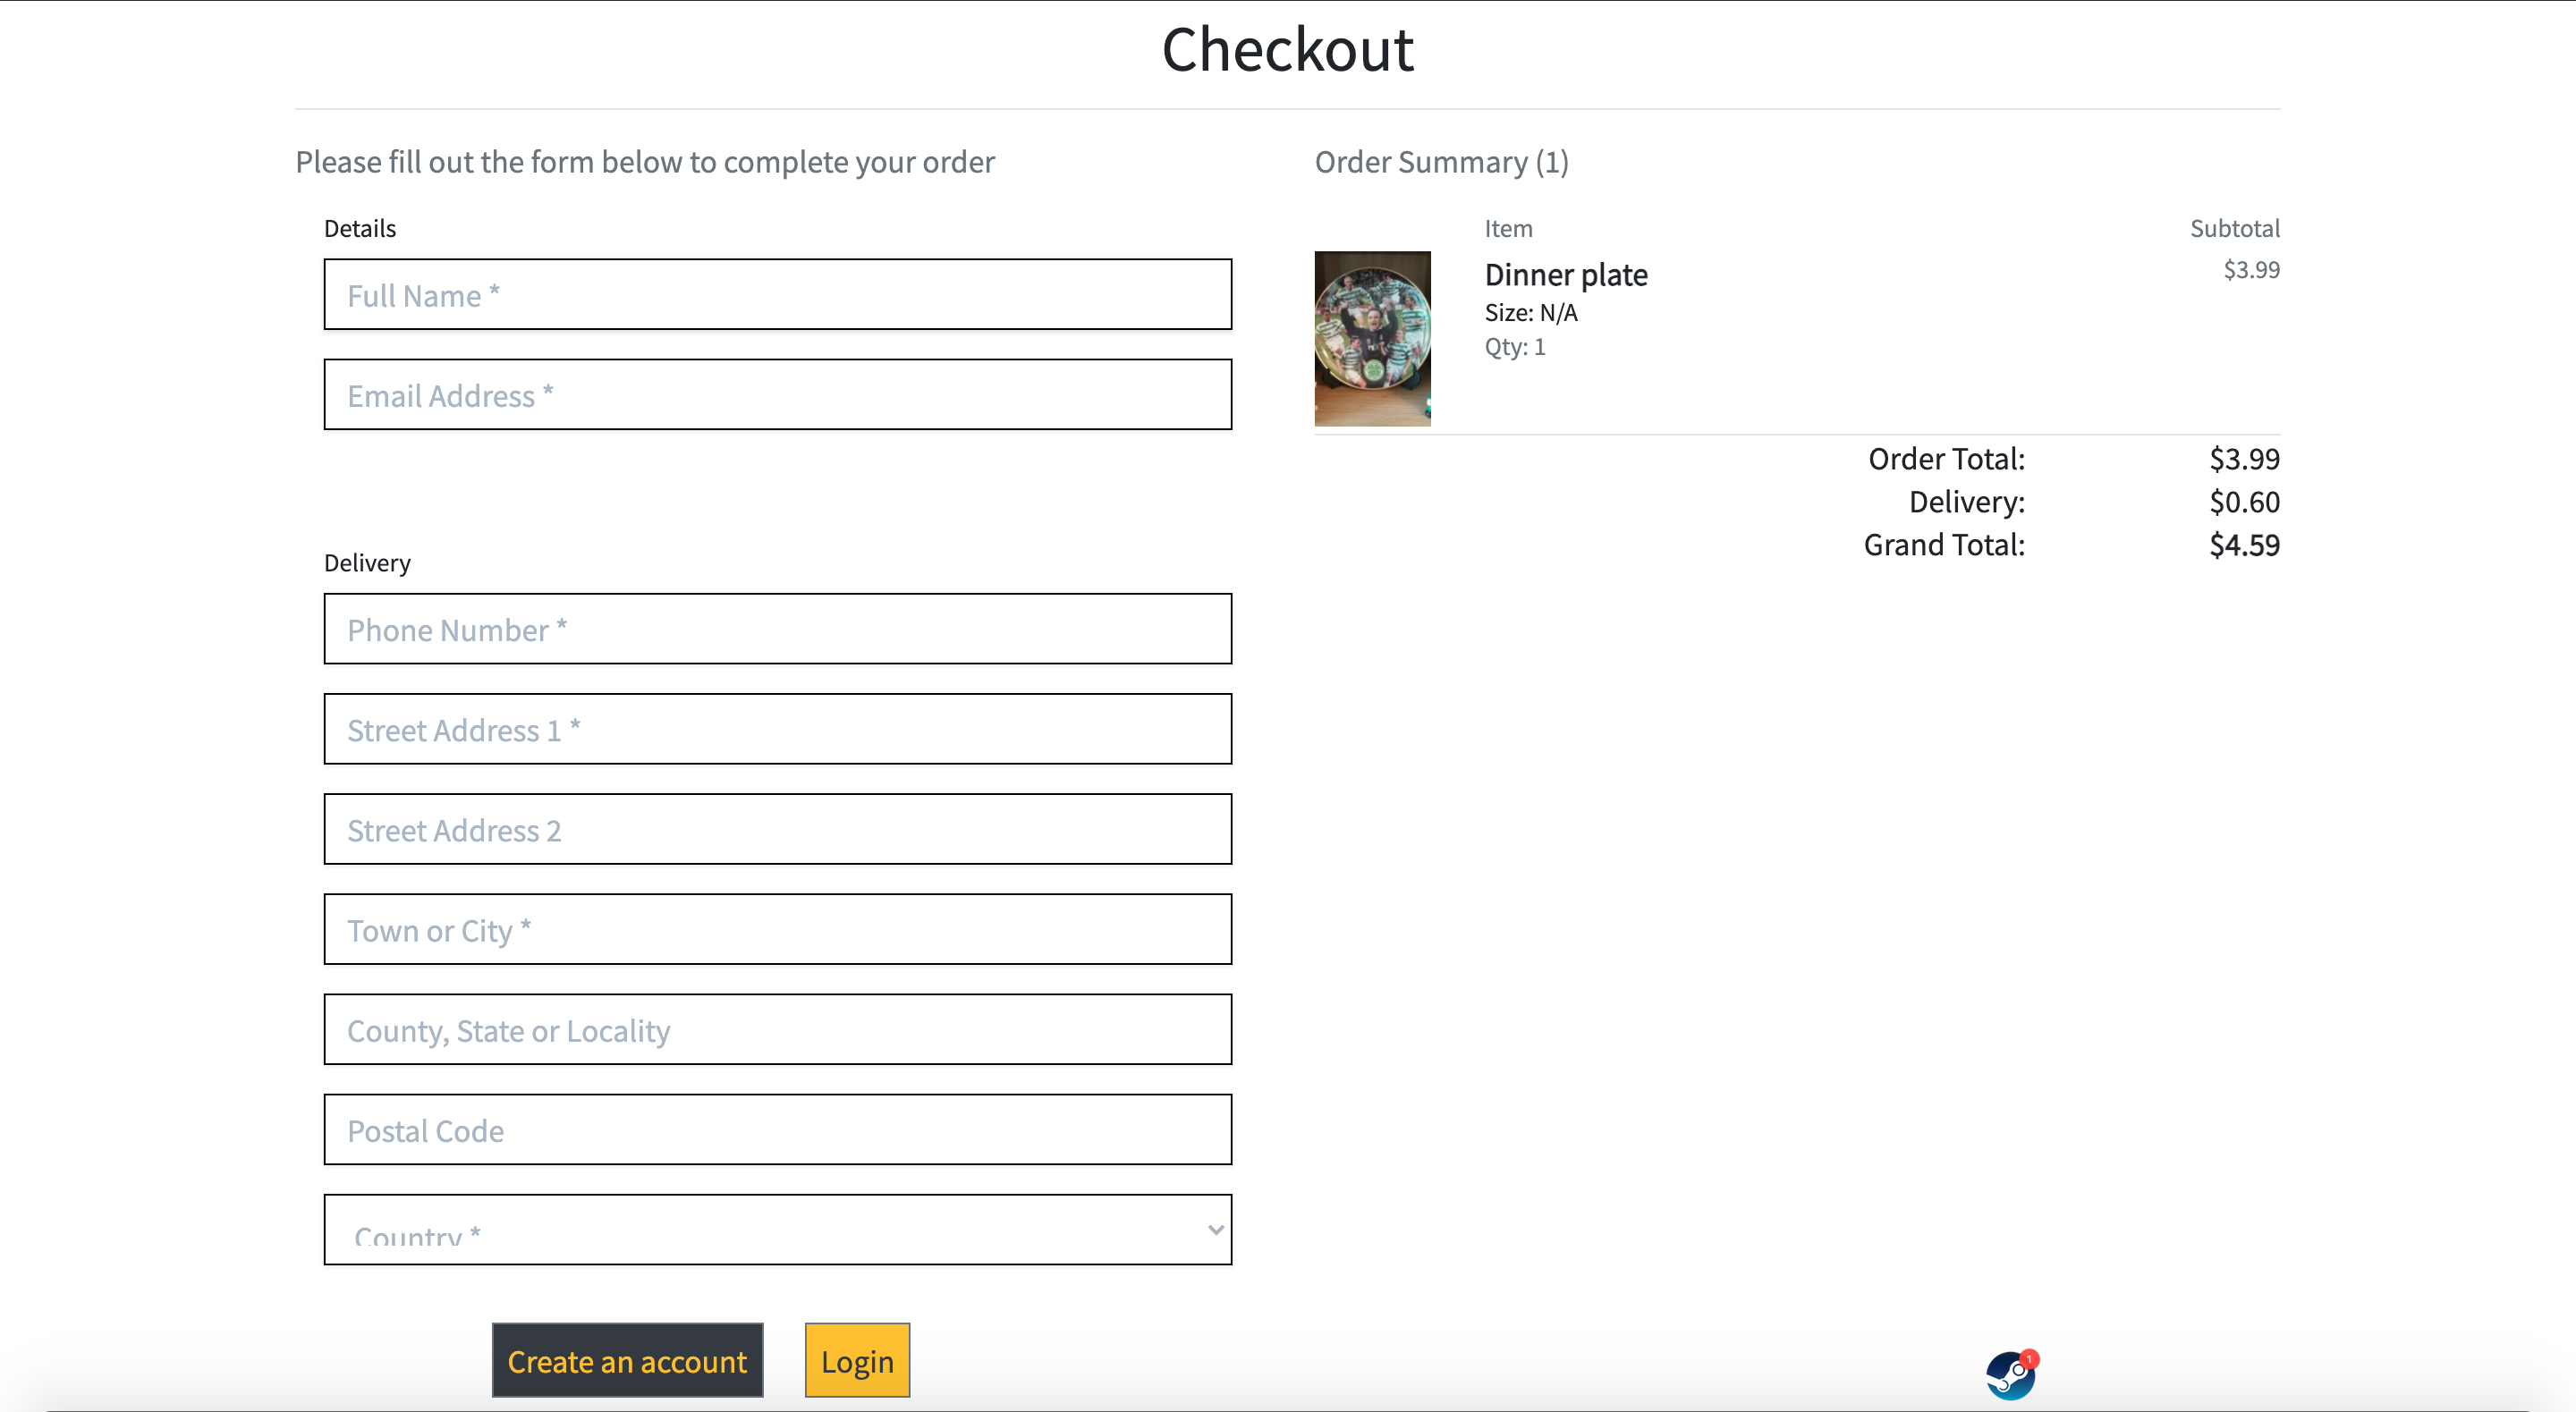 Checkout
Please fill out the form below to complete your order
Details
Full Name *
Email Address *
Delivery
Phone Number *
Street Address 1 *
Street Address 2
Town or City *
County, State or Locality
Postal Code
Country *
Create an account
Login
Order Summary (1)
Item Subtotal
Dinner plate $3.99
Size: N/A
Qty: 1
Order Total: $3.99
Delivery: $0.60
Grand Total: $4.59
1